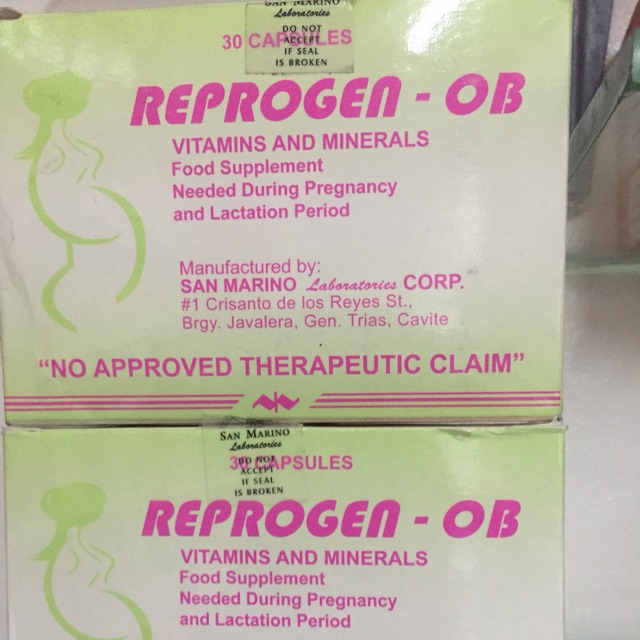 SAN MARINO
Laboratories
DO NOT
ACCEPT
IF SEAL
IS BROKEN
30 CAPSULES
REPROGEN - OB
VITAMINS AND MINERALS
Food Supplement
Needed During Pregnancy
and Lactation Period
Manufactured by:
SAN MARINO Laboratories CORP.
#1 Crisanto de los Reyes St.,
Brgy. Javalera, Gen. Trias, Cavite
"NO APPROVED THERAPEUTIC CLAIM"
SAN MARINO
Laboratories
DO NOT
ACCEPT
IF SEAL
IS BROKEN
30 CAPSULES
REPROGEN - OB
VITAMINS AND MINERALS
Food Supplement
Needed During Pregnancy
and Lactation Period